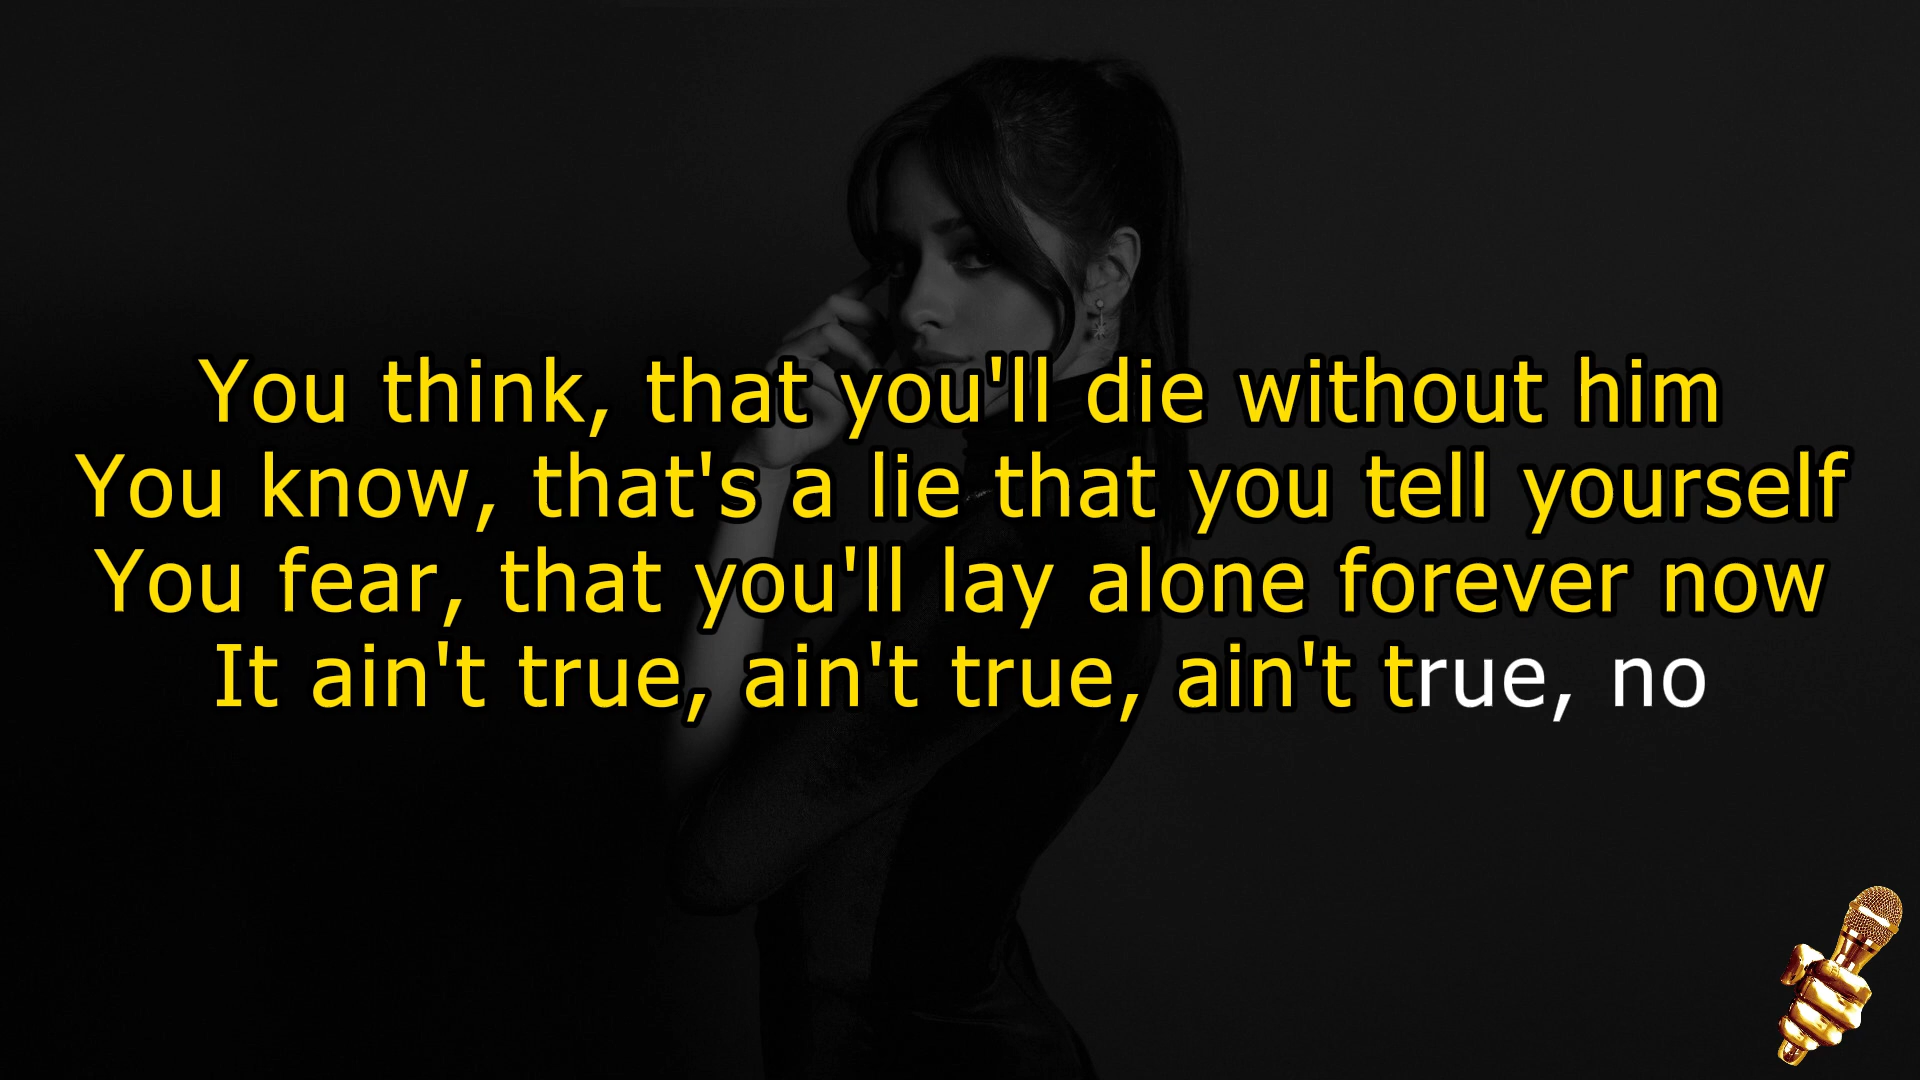 You think, that you'll die without him
You know, that's a lie that you tell yourself
You fear, that you'll lay alone forever now
It ain't true, ain't true, ain't true, no